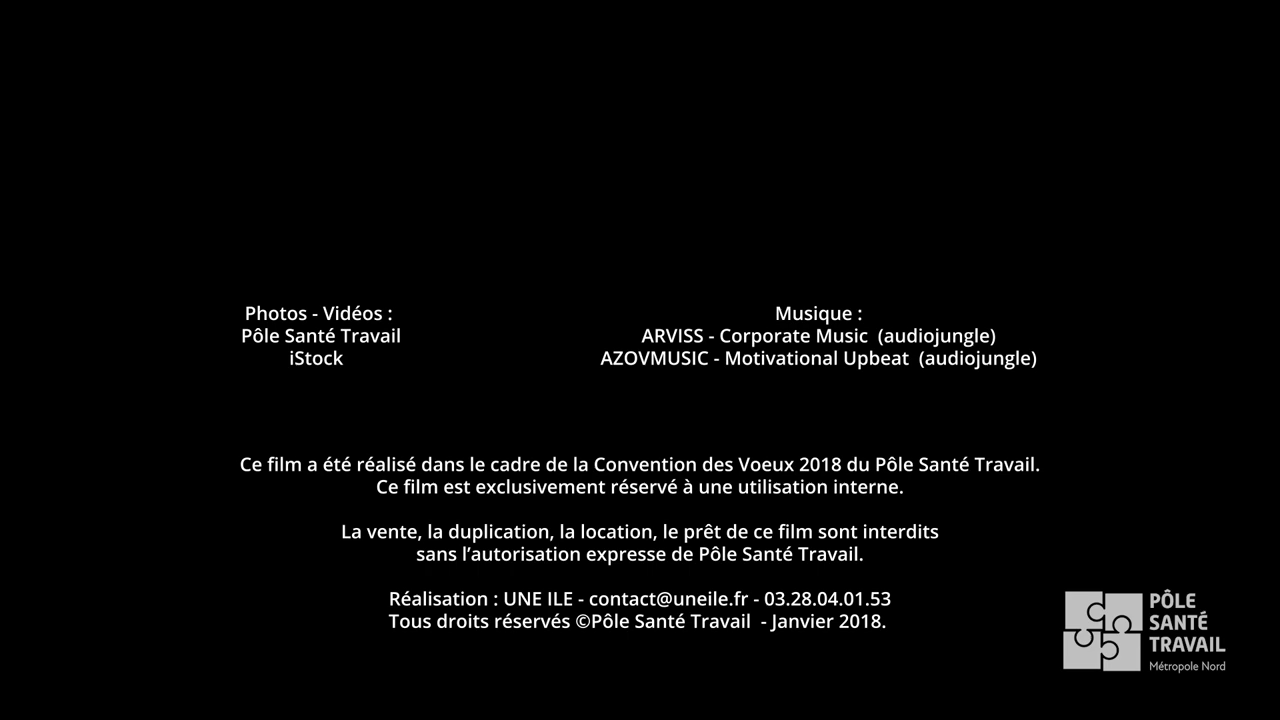 Photos - Vidéos :
Pôle Santé Travail
iStock
Musique :
ARVISS - Corporate Music (audiojungle)
AZOVMUSIC - Motivational Upbeat (audiojungle)
Ce film a été réalisé dans le cadre de la Convention des Voeux 2018 du Pôle Santé Travail.
Ce film est exclusivement réservé à une utilisation interne.
La vente, la duplication, la location, le prêt de ce film sont interdits
sans l’autorisation expresse de Pôle Santé Travail.
Réalisation : UNE ILE - contact@uneile.fr - 03.28.04.01.53
Tous droits réservés ©Pôle Santé Travail - Janvier 2018.
PÔLE
SANTÉ
TRAVAIL
Métropole Nord